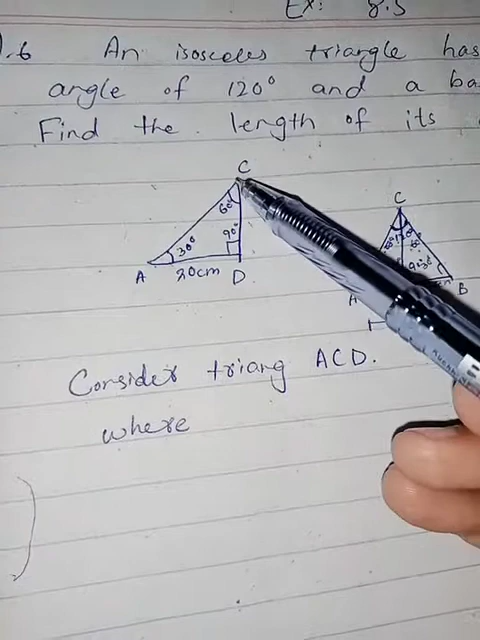 Ex: 8.5
.6 An isosceles triangle has
angle of 120° and a ba
Find the length of its
C
60°
30°
90°
A 20cm D
C
B
A
Consider triang ACD.
where